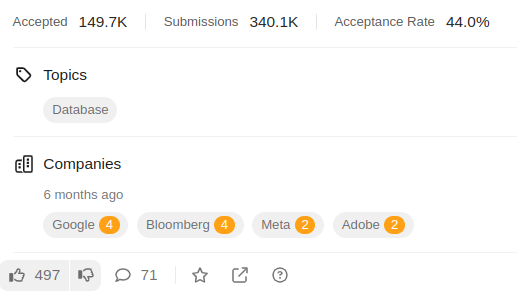 Accepted 149.7K Submissions 340.1K Acceptance Rate 44.0%
Topics
Database
Companies
6 months ago
Google 4 Bloomberg 4 Meta 2 Adobe 2
497 71